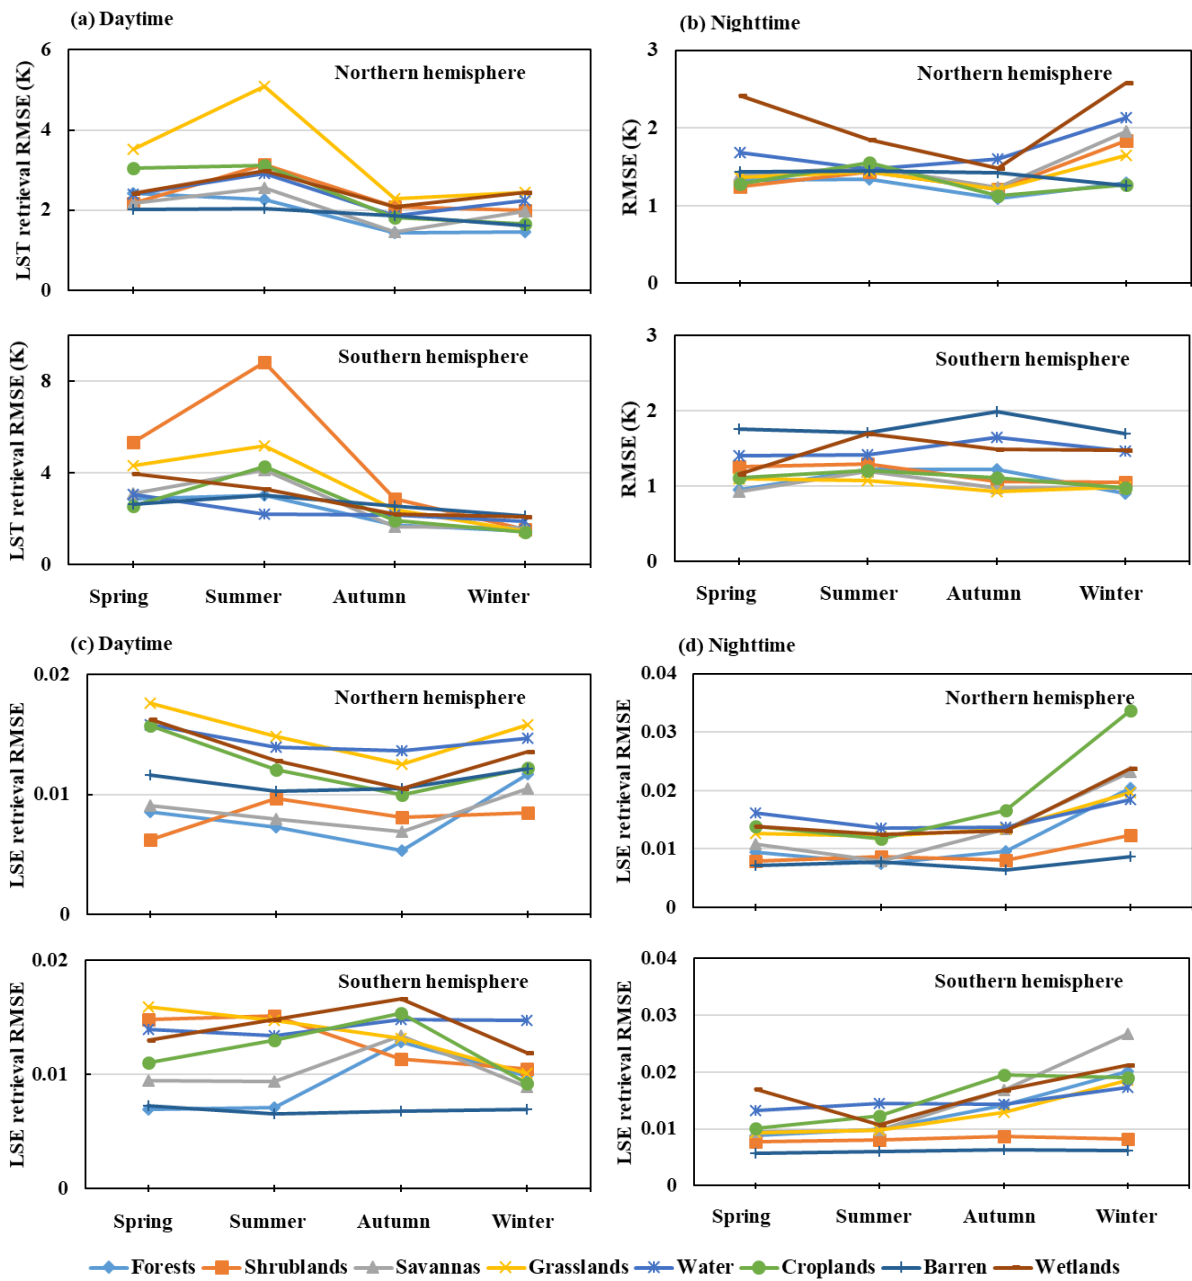 (a) Daytime
(b) Nighttime
LST retrieval RMSE (K)
6
4
2
0
Northern hemisphere
RMSE (K)
3
2
1
0
Northern hemisphere
LST retrieval RMSE (K)
8
4
0
Southern hemisphere
Spring Summer Autumn Winter
RMSE (K)
3
2
1
0
Southern hemisphere
Spring Summer Autumn Winter
(c) Daytime
(d) Nighttime
LSE retrieval RMSE
0.02
0.01
0
Northern hemisphere
LSE retrieval RMSE
0.04
0.03
0.02
0.01
0
Northern hemisphere
LSE retrieval RMSE
0.02
0.01
0
Southern hemisphere
Spring Summer Autumn Winter
LSE retrieval RMSE
0.04
0.03
0.02
0.01
0
Southern hemisphere
Spring Summer Autumn Winter
Forests Shrublands Savannas Grasslands Water Croplands Barren Wetlands